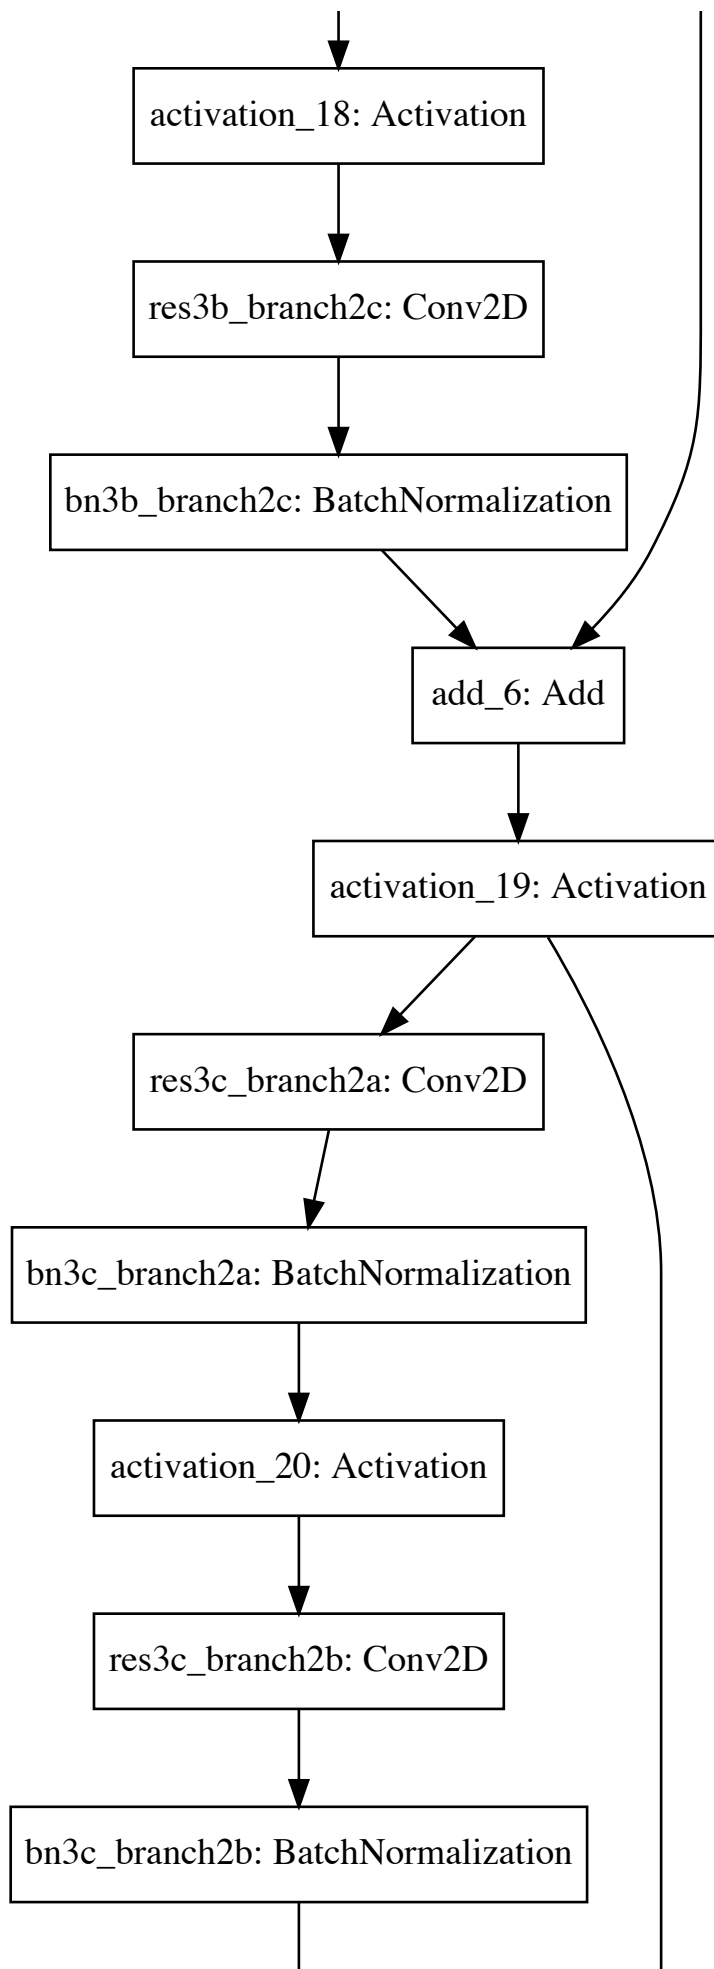 activation_18: Activation
res3b_branch2c: Conv2D
bn3b_branch2c: BatchNormalization
add_6: Add
activation_19: Activation
res3c_branch2a: Conv2D
bn3c_branch2a: BatchNormalization
activation_20: Activation
res3c_branch2b: Conv2D
bn3c_branch2b: BatchNormalization